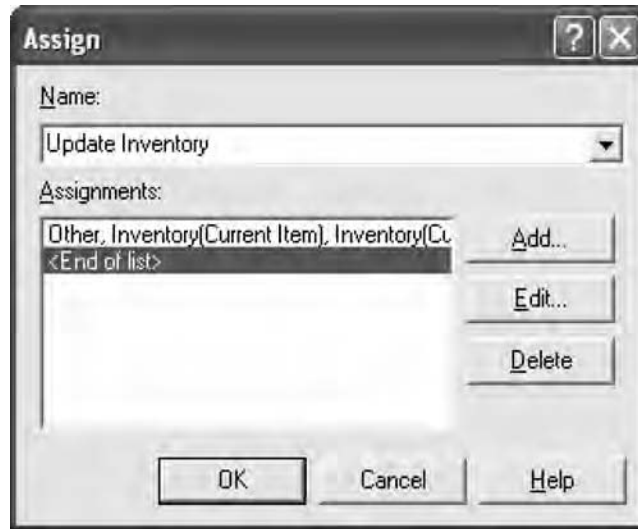 Assign
?
X
Name:
Update Inventory
Assignments:
Other, Inventory(Current Item), Inventory(Cu
Add...
<End of list>
Edit...
Delete
OK Cancel Help